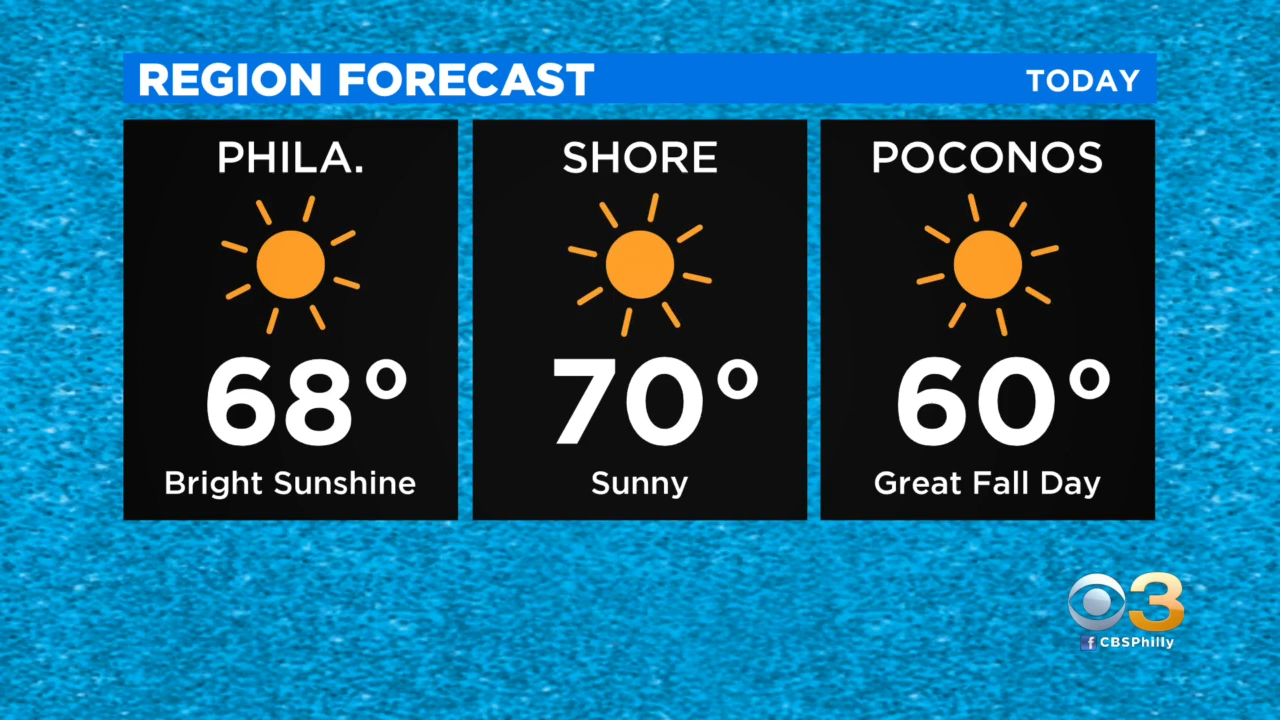 REGION FORECAST
TODAY
PHILA.
68°
Bright Sunshine
SHORE
70°
Sunny
POCONOS
60°
Great Fall Day
3
f CBSPhilly